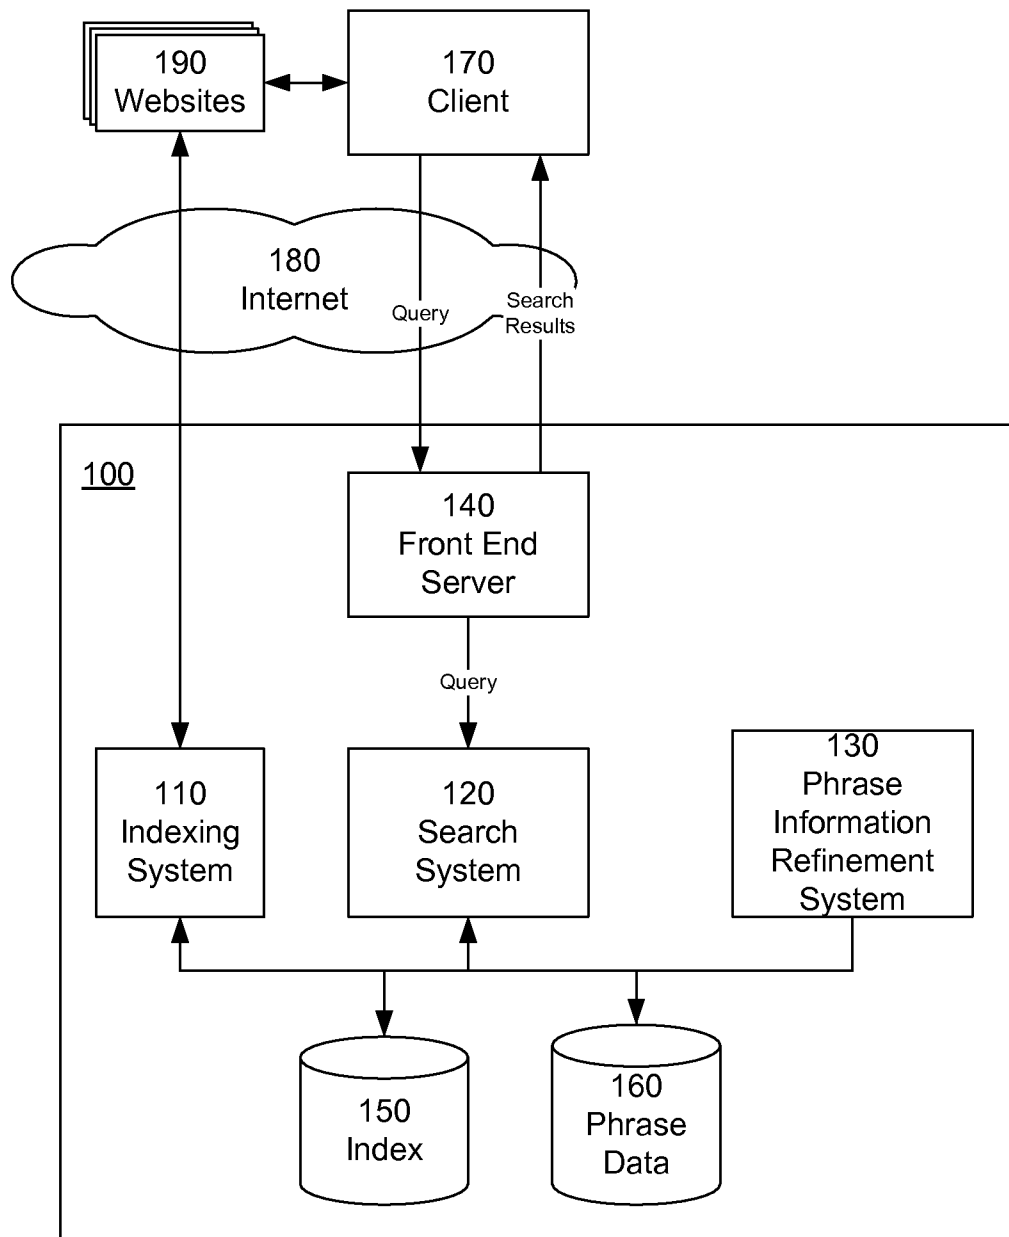 190
Websites
170
Client
180
Internet
Query
Search
Results
100
140
Front End
Server
Query
110
Indexing
System
120
Search
System
130
Phrase
Information
Refinement
System
150
Index
160
Phrase
Data